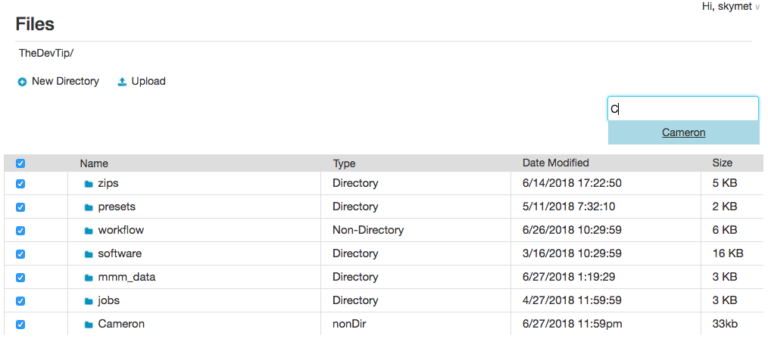 Hi, skymet v
Files
TheDevTip/
New Directory Upload
C
Cameron
Name Type Date Modified Size
zips Directory 6/14/2018 17:22:50 5 KB
presets Directory 5/11/2018 7:32:10 2 KB
workflow Non-Directory 6/26/2018 10:29:59 6 KB
software Directory 3/16/2018 10:29:59 16 KB
mmm_data Directory 6/27/2018 1:19:29 3 KB
jobs Directory 4/27/2018 11:59:59 3 KB
Cameron nonDir 6/27/2018 11:59pm 33kb